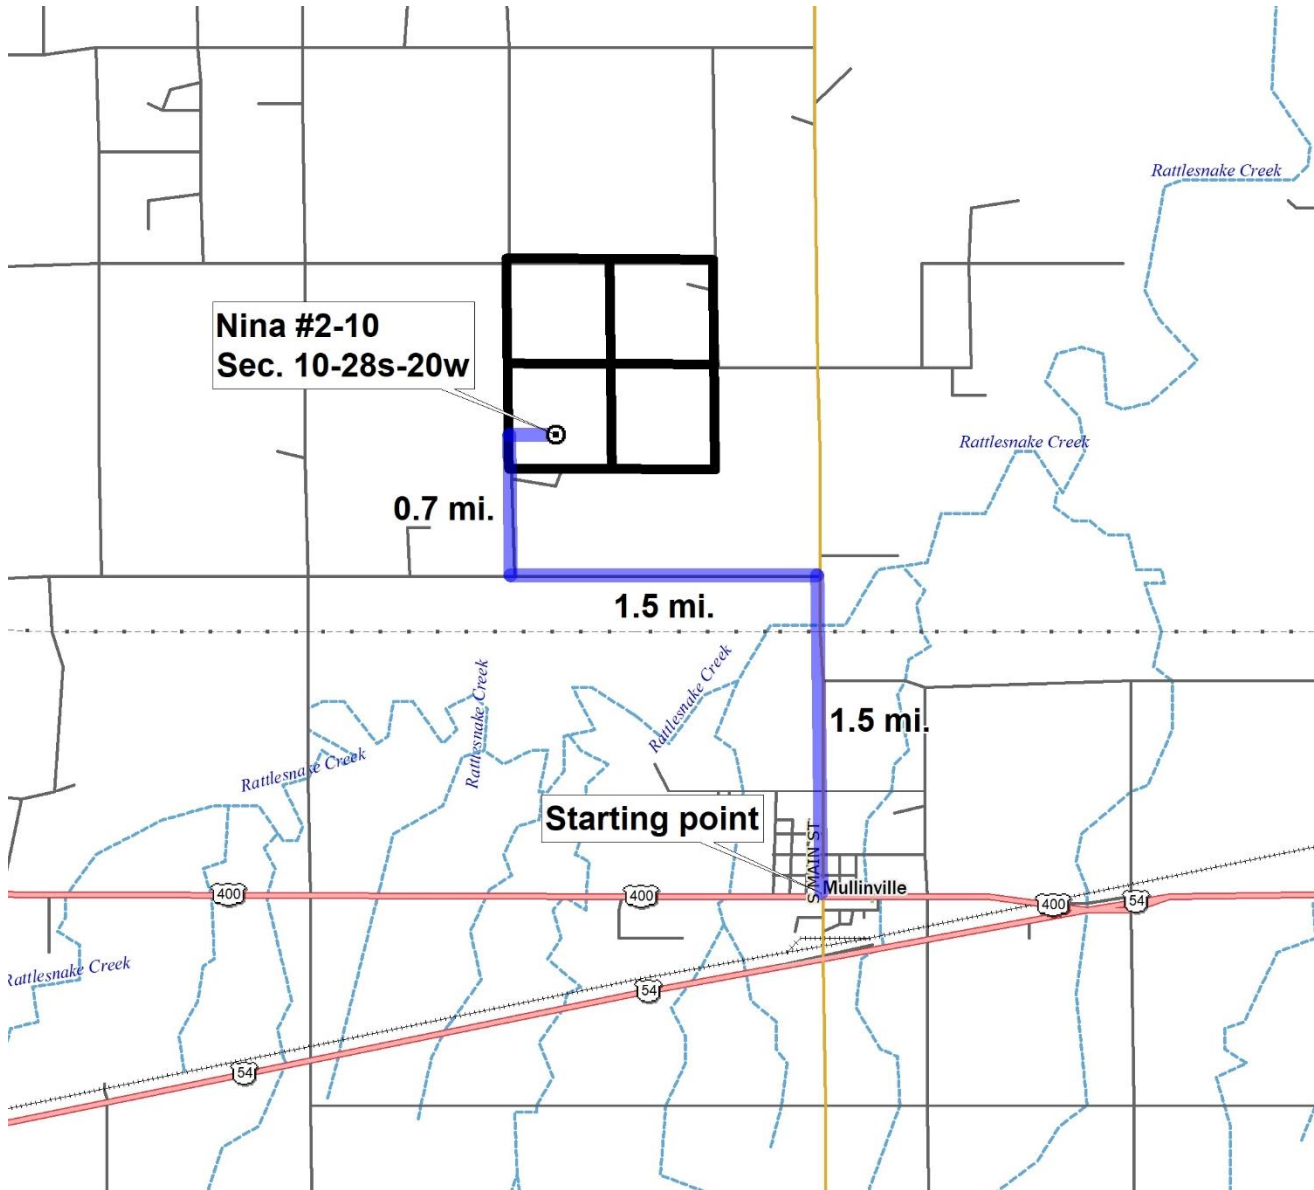 Rattlesnake Creek
Nina #2-10
Sec. 10-28s-20w
Rattlesnake Creek
0.7 mi.
1.5 mi.
Rattlesnake Creek
Rattlesnake Creek
1.5 mi.
Rattlesnake Creek
Starting point
S MAIN ST
Mullinville
400
400
400
54
Rattlesnake Creek
54
54